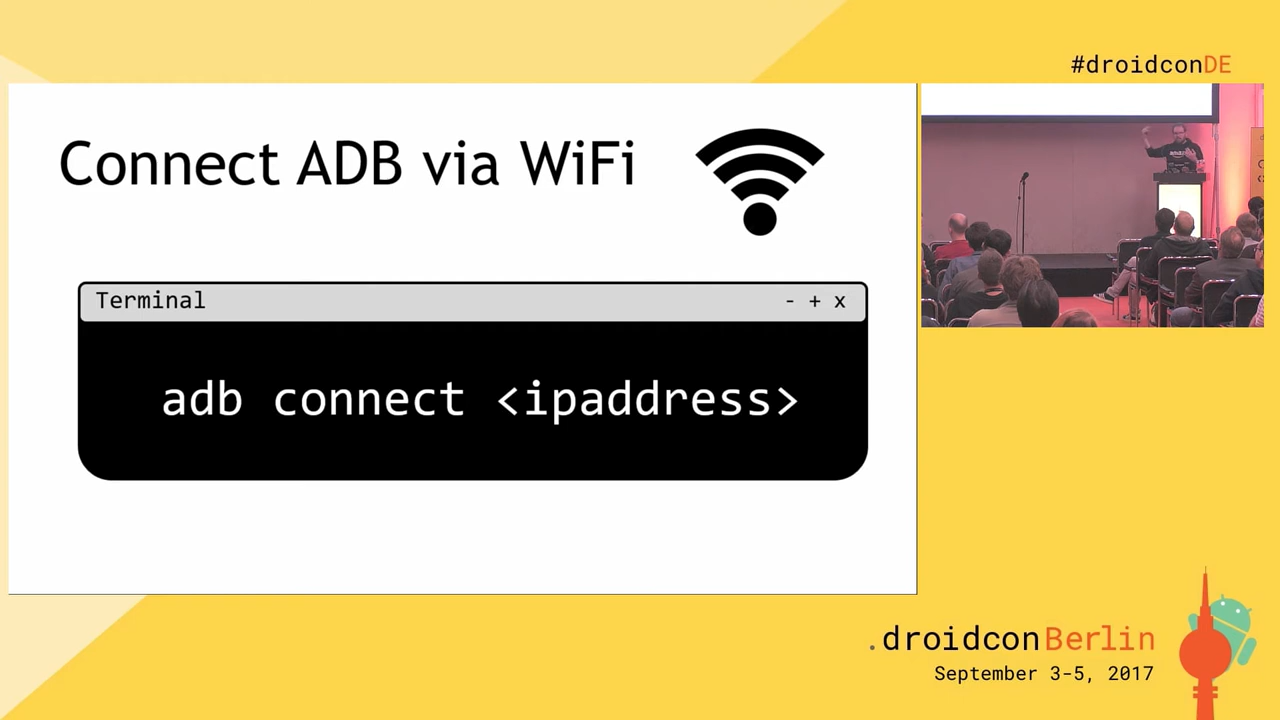 #droidconDE
Connect ADB via WiFi
Terminal - + x
adb connect <ipaddress>
.droidconBerlin
September 3-5, 2017